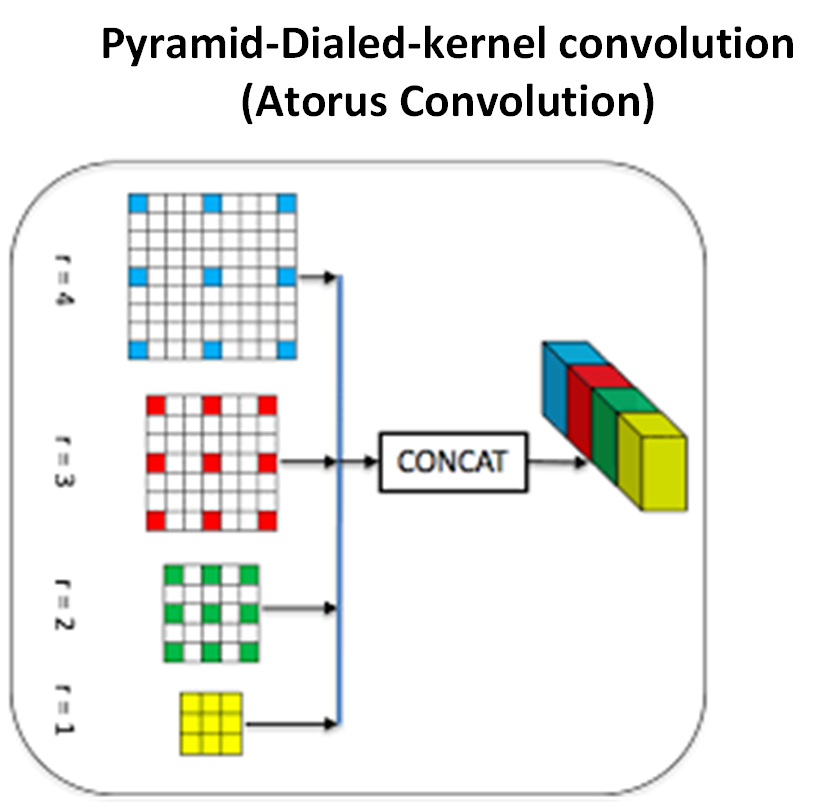 Pyramid-Dialed-kernel convolution
(Atorus Convolution)
r = 4
r = 3
CONCAT
r = 2
r = 1